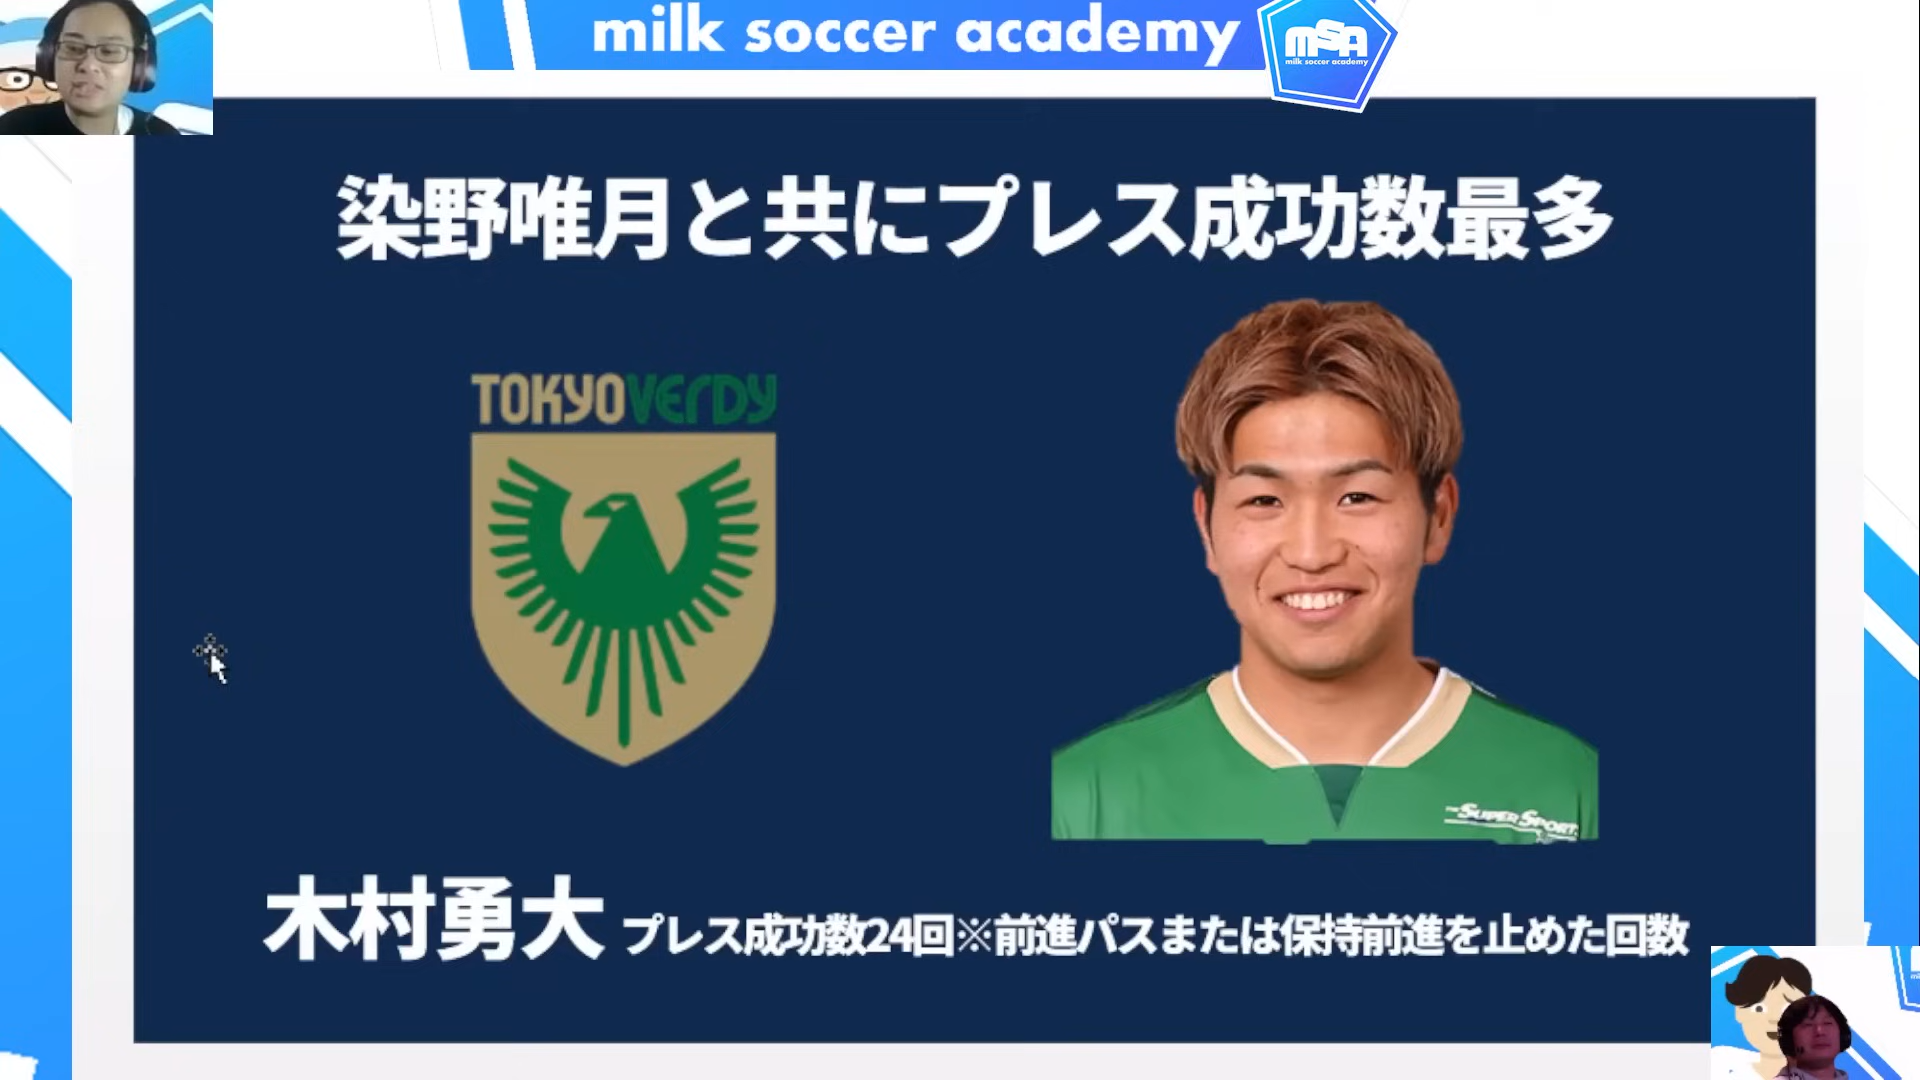 milk soccer academy
MSA
milk soccer academy
染野唯月と共にプレス成功数最多
TOKYO VERDY
THE SUPER SPORTS
木村勇大 プレス成功数24回※前進パスまたは保持前進を止めた回数